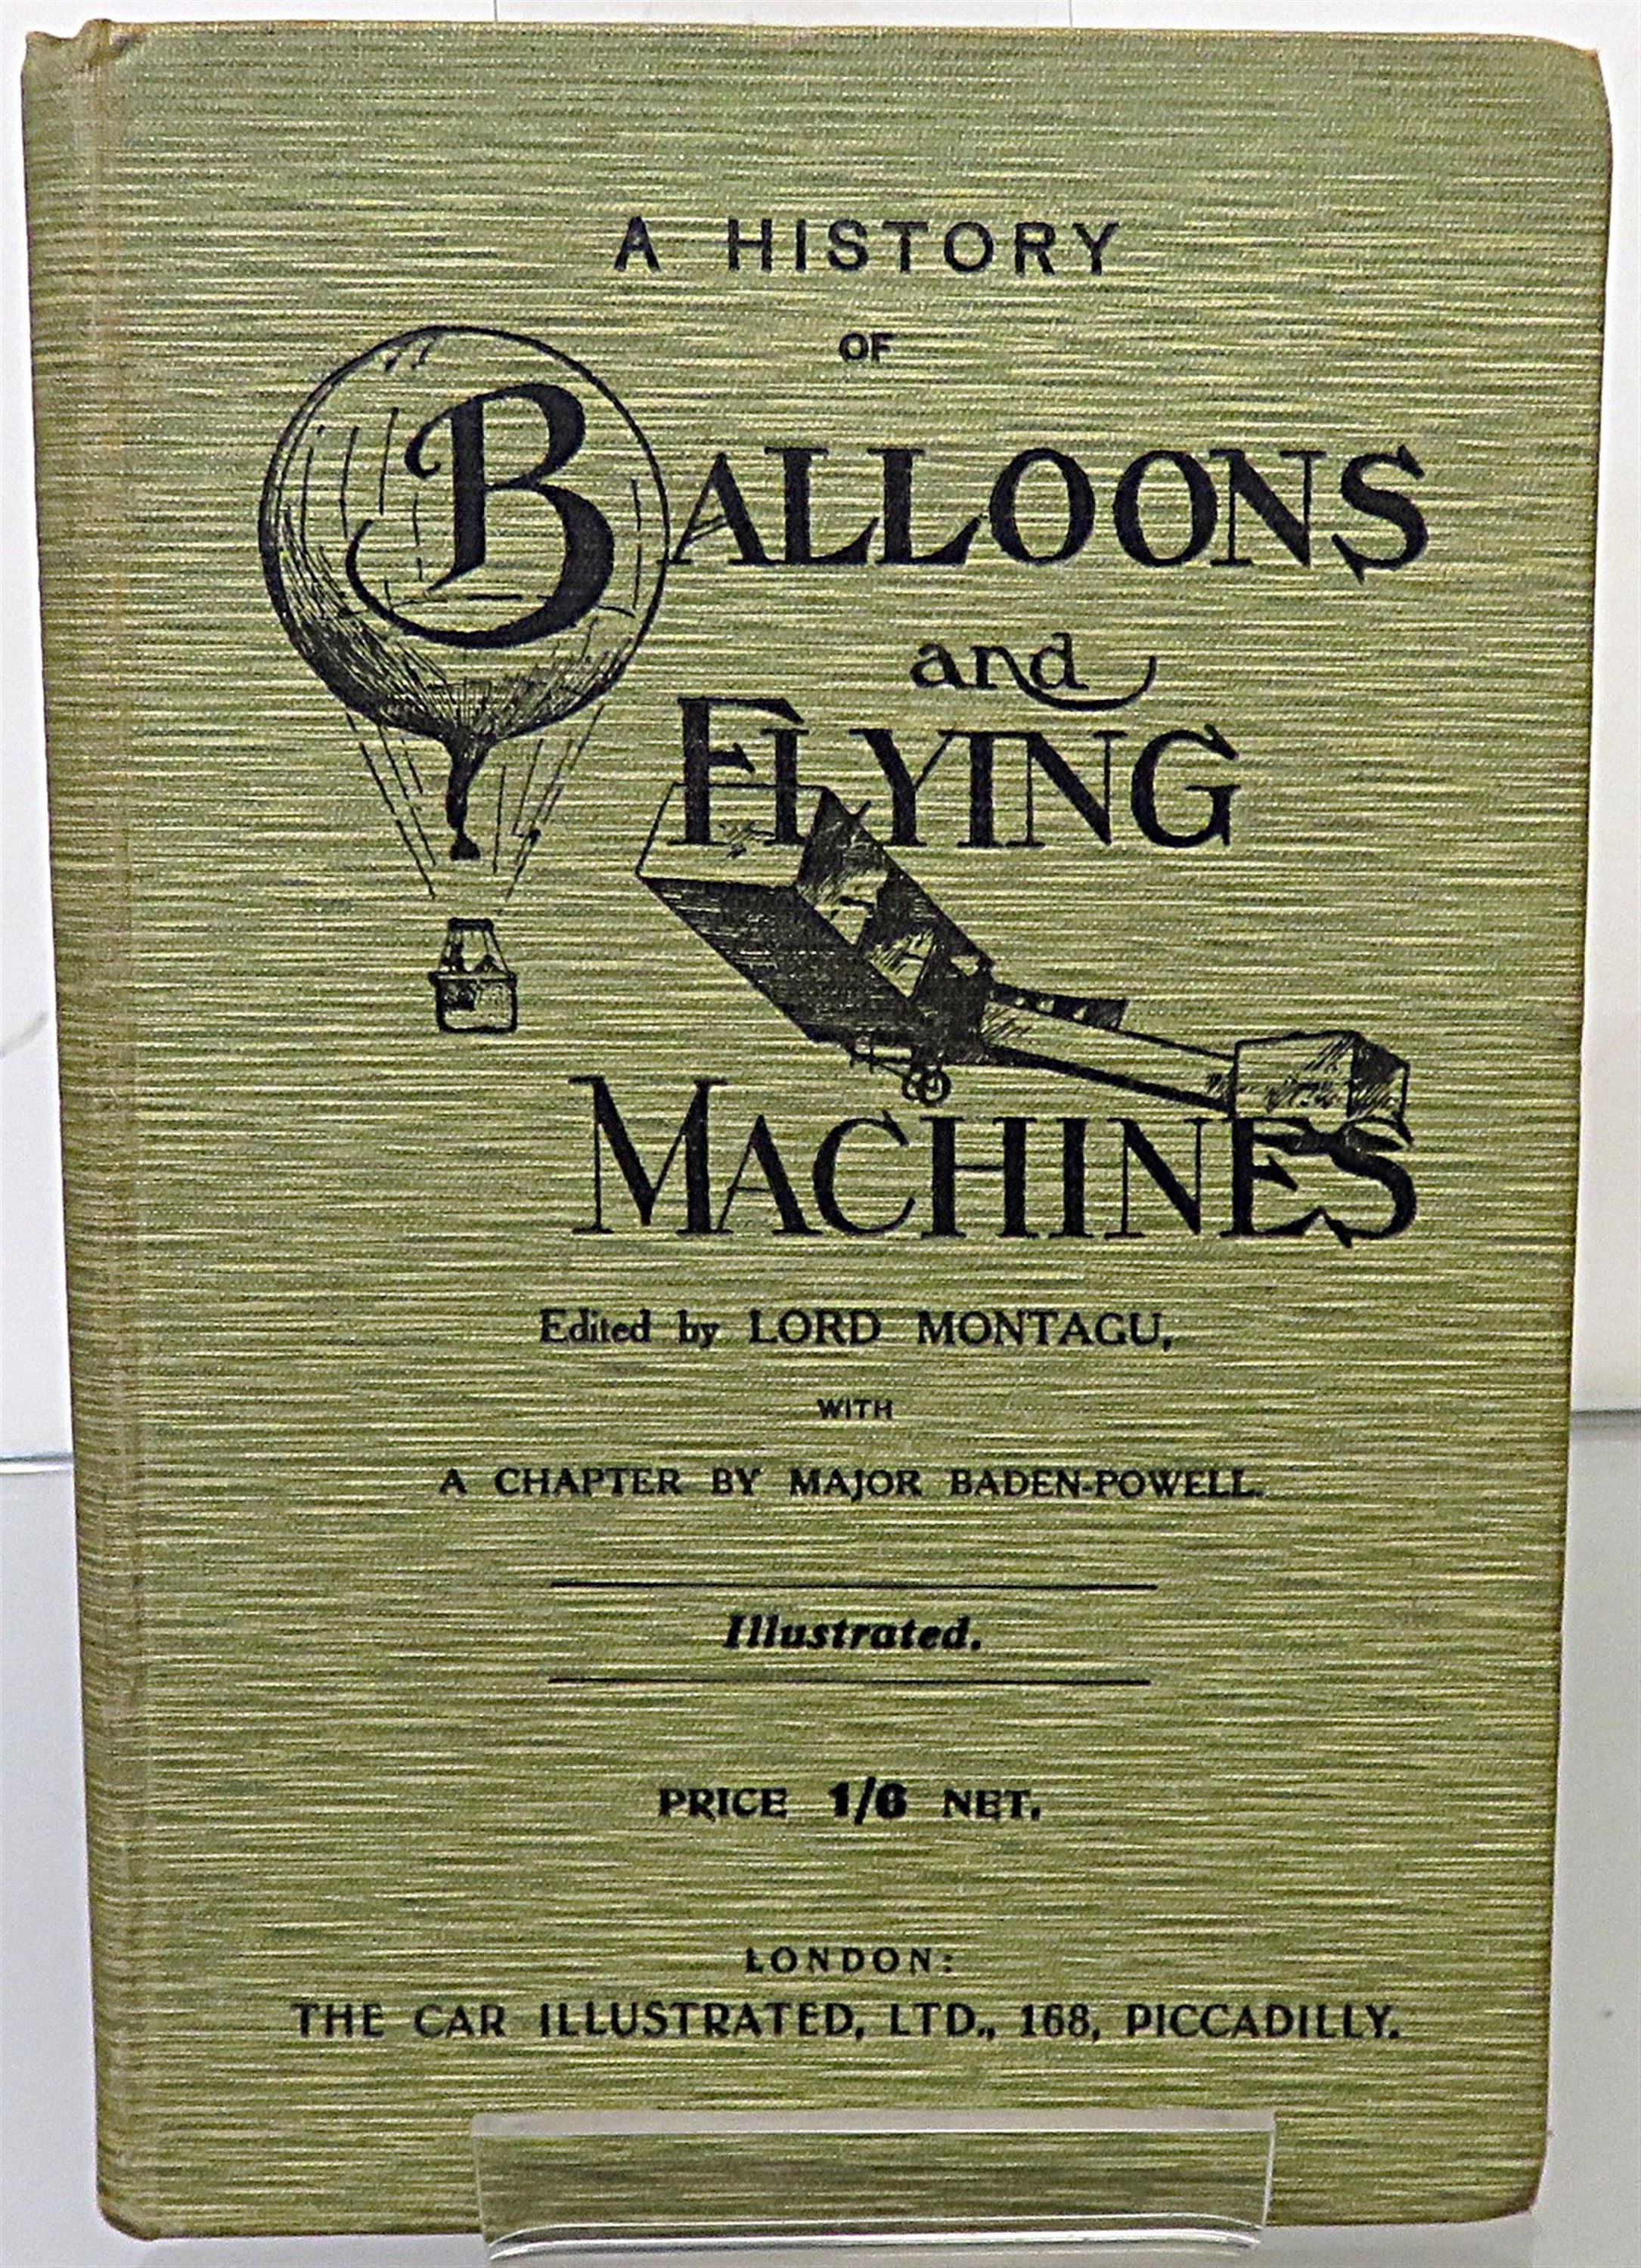 A HISTORY
OF
BALLOONS
and
FLYING
MACHINES
Edited by LORD MONTAGU,
WITH
A CHAPTER BY MAJOR BADEN-POWELL.
Illustrated.
PRICE 1/6 NET.
LONDON:
THE CAR ILLUSTRATED, LTD., 168, PICCADILLY.